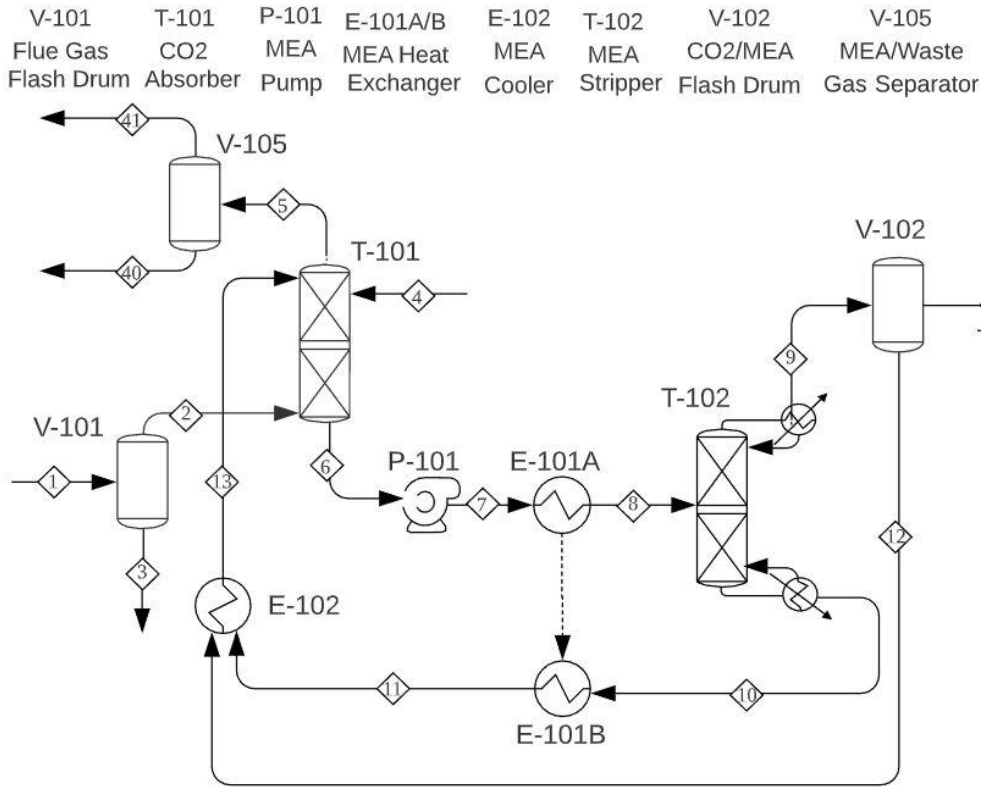 V-101 T-101 P-101 E-101A/B E-102 T-102 V-102 V-105
Flue Gas CO2 MEA MEA Heat MEA MEA CO2/MEA MEA/Waste
Flash Drum Absorber Pump Exchanger Cooler Stripper Flash Drum Gas Separator
41
V-105
5
V-102
T-101
40
4
9
T-102
2
V-101
6
P-101
E-101A
1
13
7
8
12
3
E-102
11
10
E-101B